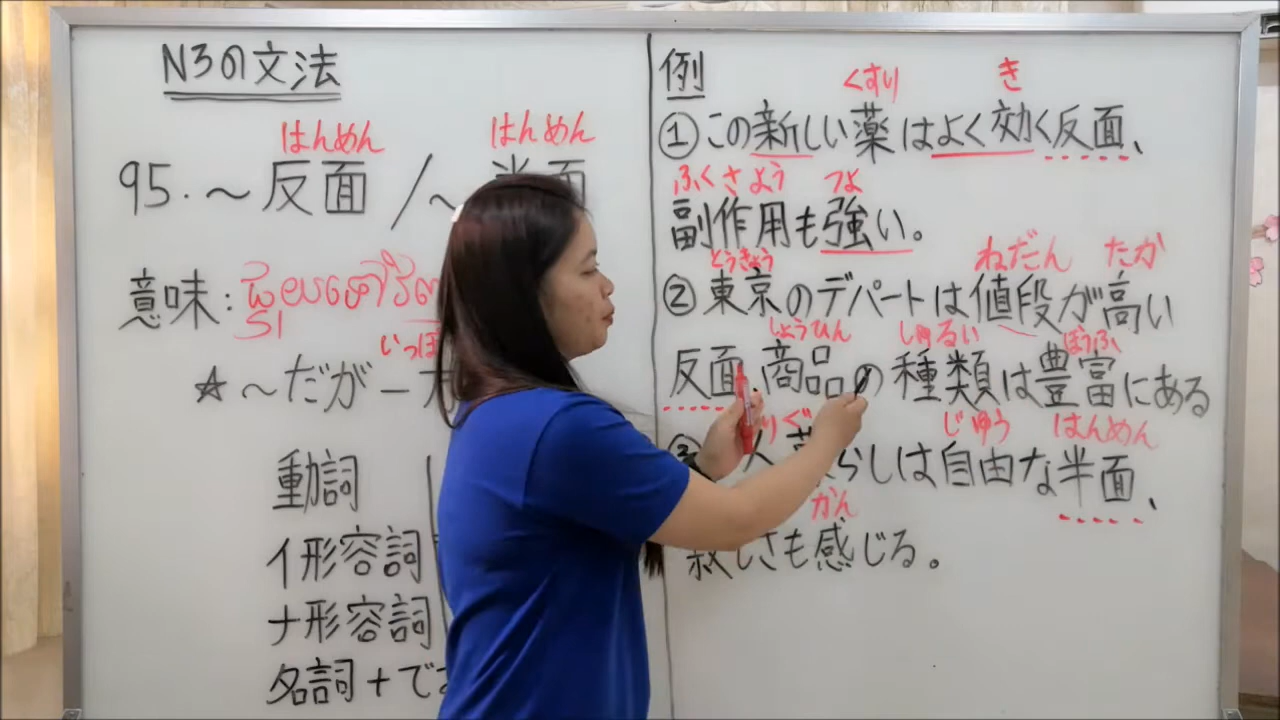 N3の文法
はんめん はんめん
95. ～反面 / ～半面
意味:
いっぽ
★ ～だが一方
動詞
イ形容詞
ナ形容詞
名詞+で
例
くすり き
①この新しい薬はよく効く反面、
ふくさよう つよ
副作用も強い。
とうきょう ねだん たか
②東京のデパートは値段が高い
しょうひん しゅるい ほうふ
反面、商品の種類は豊富にある
りぐ じゆう はんめん
③ 人暮らしは自由な半面、
かん
寂しさも感じる。